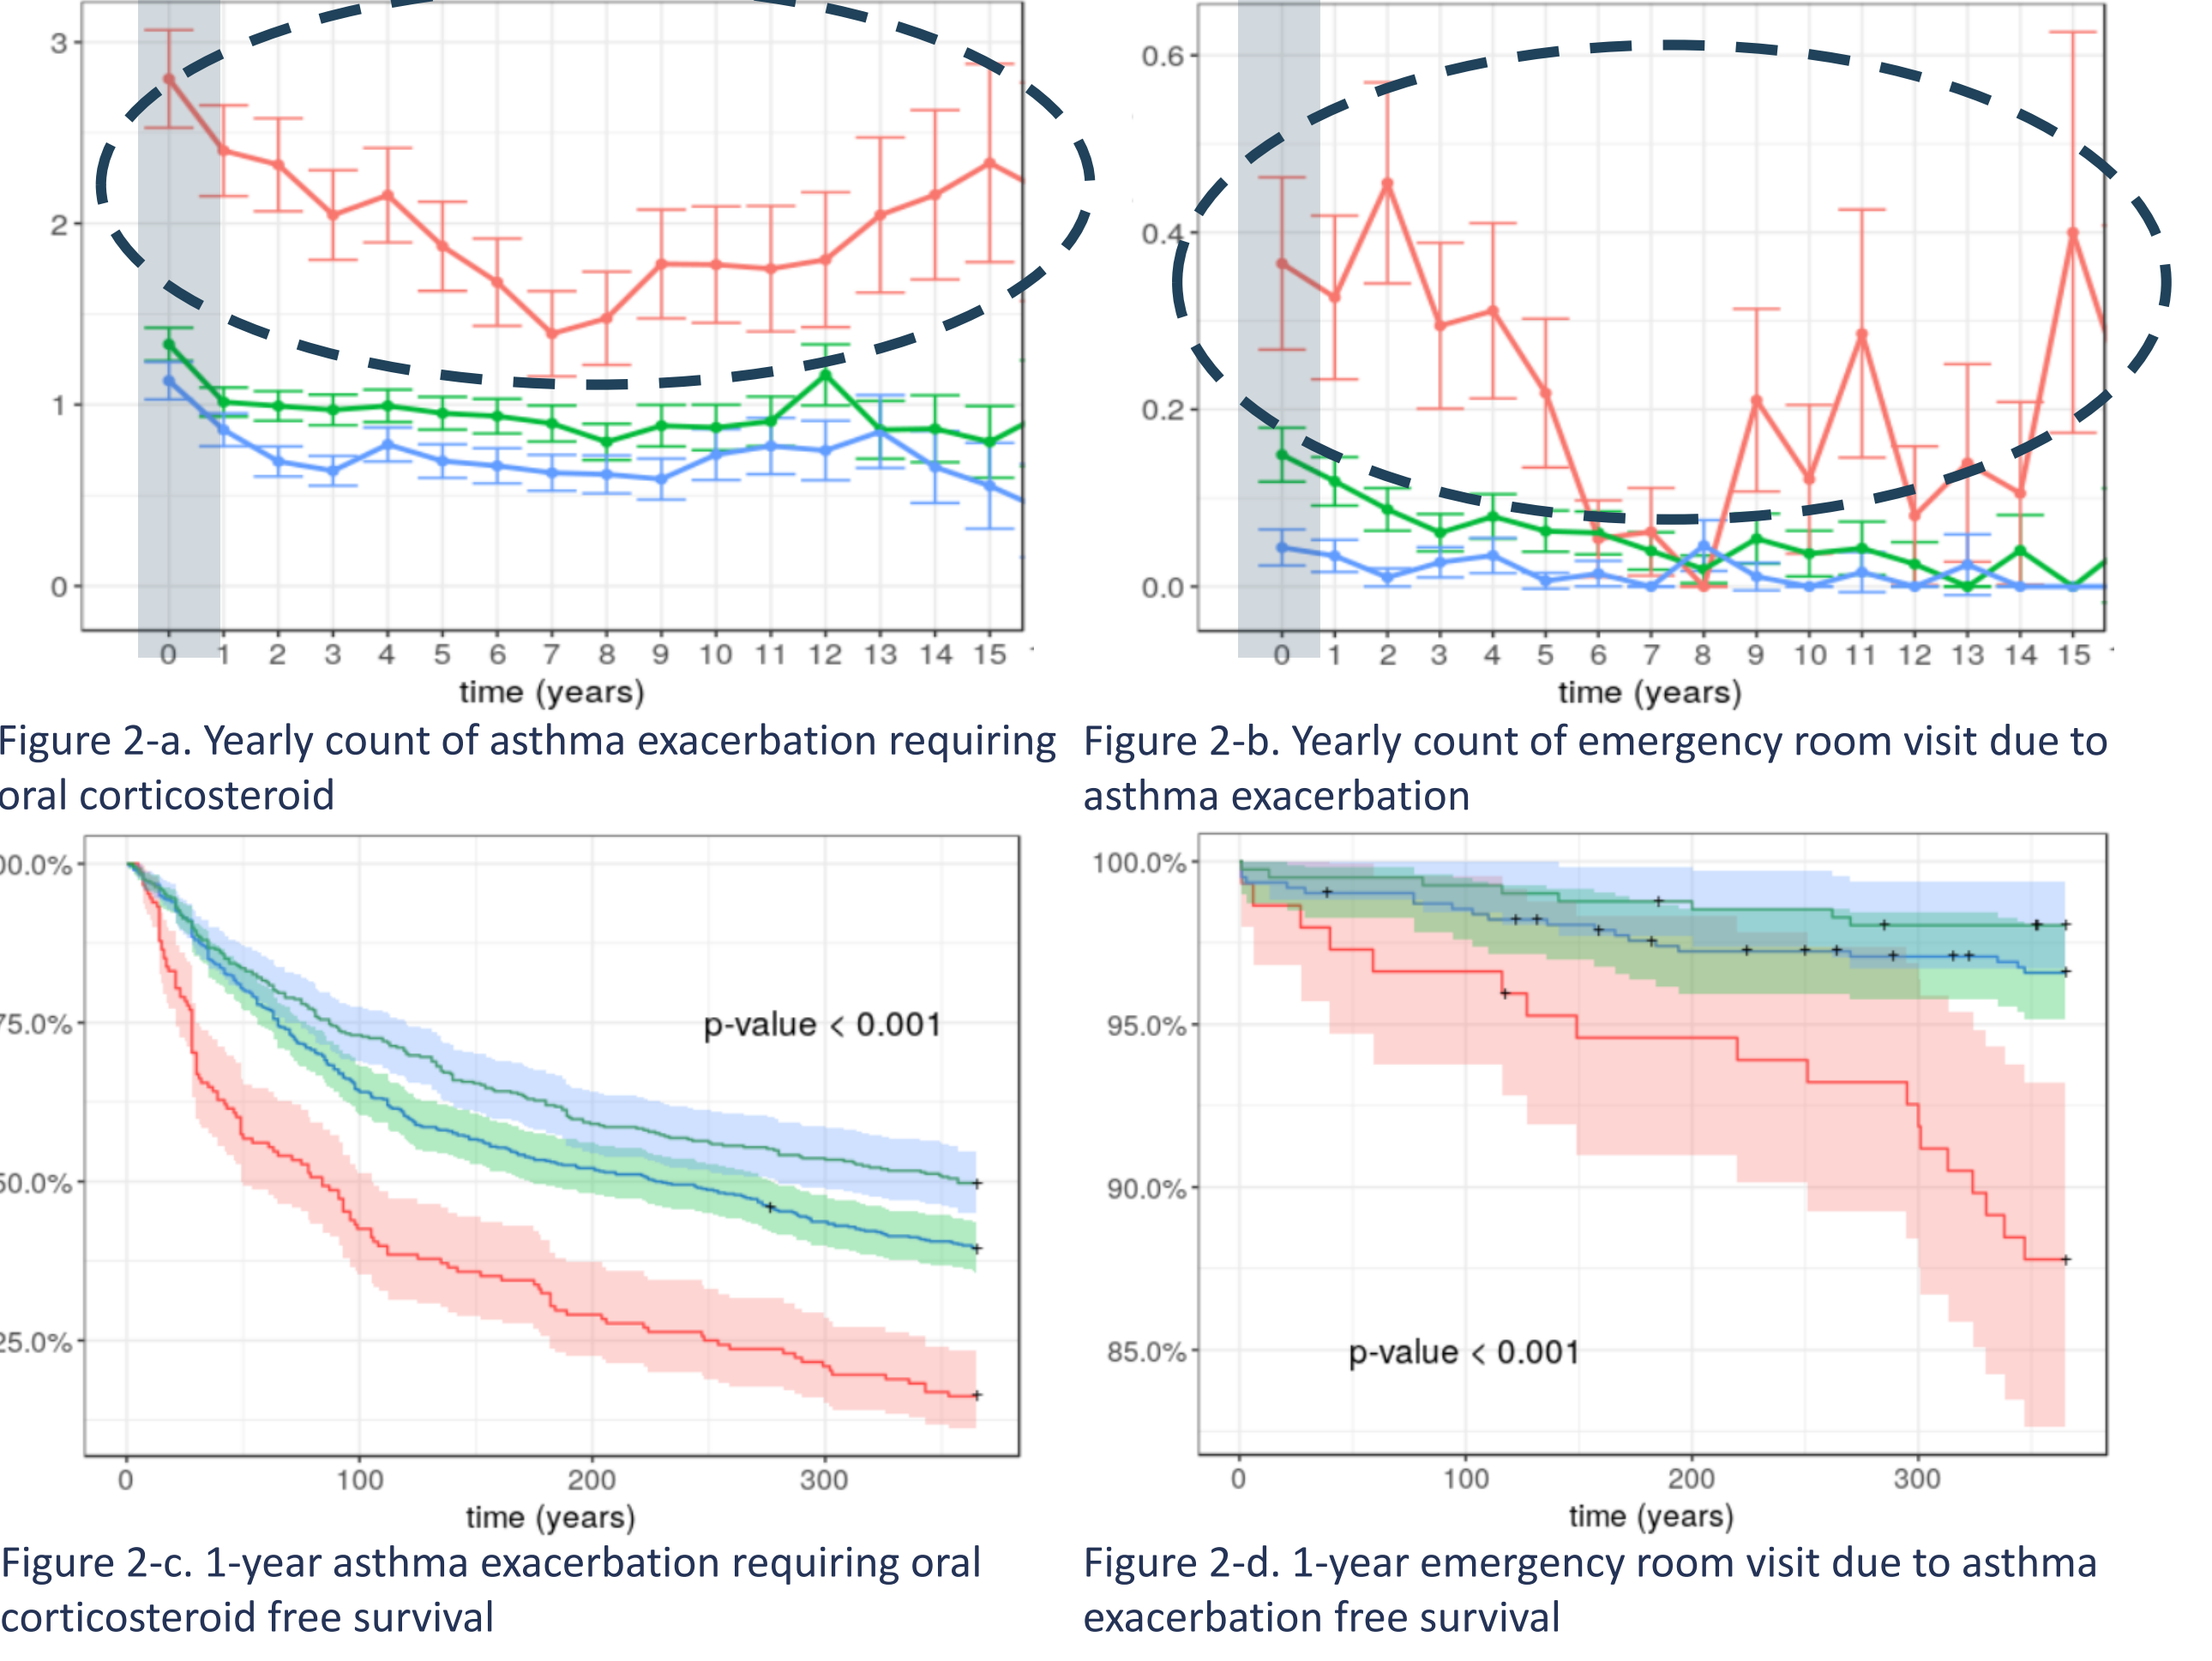 3
2
1
0
0 1 2 3 4 5 6 7 8 9 10 11 12 13 14 15
time (years)
0.6
0.4
0.2
0.0
0 1 2 3 4 5 6 7 8 9 10 11 12 13 14 15
time (years)
Figure 2-a. Yearly count of asthma exacerbation requiring
oral corticosteroid
Figure 2-b. Yearly count of emergency room visit due to
asthma exacerbation
00.0%
75.0%
50.0%
25.0%
p-value < 0.001
0 100 200 300
time (years)
100.0%
95.0%
90.0%
85.0%
p-value < 0.001
0 100 200 300
time (years)
Figure 2-c. 1-year asthma exacerbation requiring oral
corticosteroid free survival
Figure 2-d. 1-year emergency room visit due to asthma
exacerbation free survival